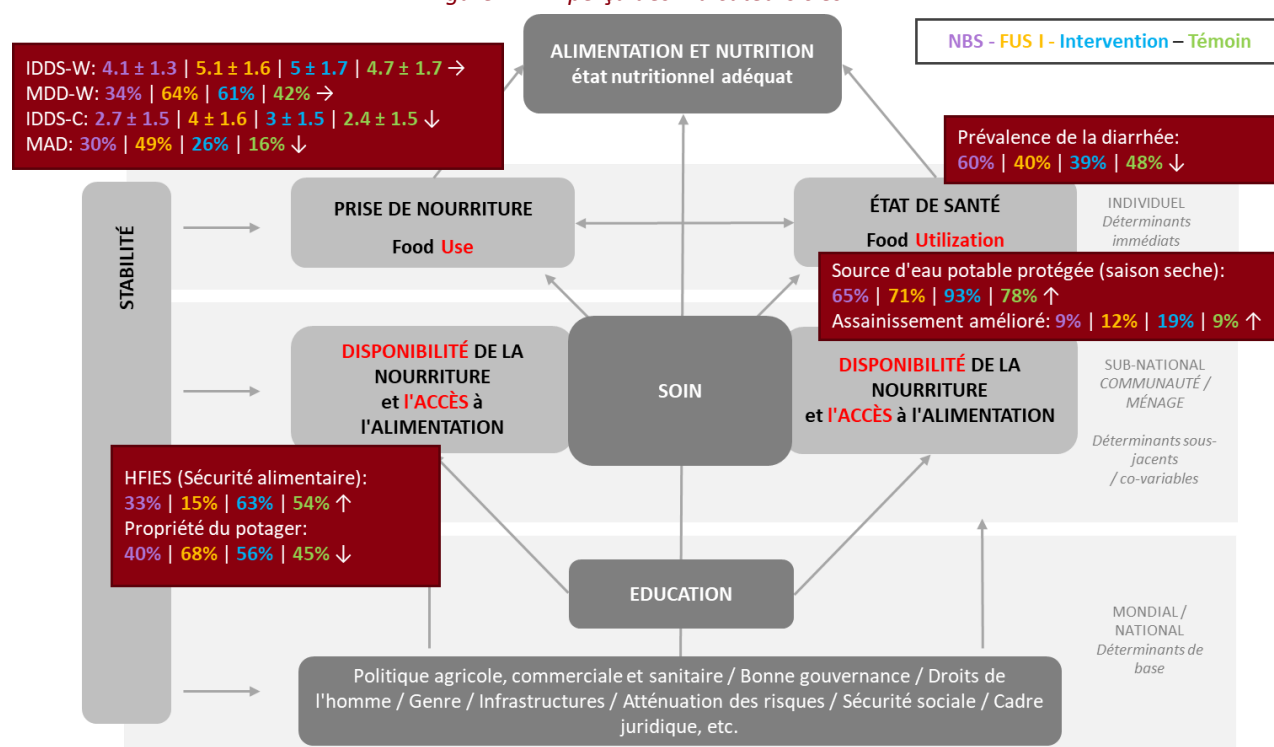 ALIMENTATION ET NUTRITION
état nutritionnel adéquat
NBS - FUS I - Intervention – Témoin
IDDS-W: 4.1 ± 1.3 | 5.1 ± 1.6 | 5 ± 1.7 | 4.7 ± 1.7 →
MDD-W: 34% | 64% | 61% | 42% →
IDDS-C: 2.7 ± 1.5 | 4 ± 1.6 | 3 ± 1.5 | 2.4 ± 1.5 ↓
MAD: 30% | 49% | 26% | 16% ↓
Prévalence de la diarrhée:
60% | 40% | 39% | 48% ↓
STABILITÉ
PRISE DE NOURRITURE
Food Use
ÉTAT DE SANTÉ
Food Utilization
INDIVIDUEL
Déterminants
immédiats
Source d'eau potable protégée (saison seche):
65% | 71% | 93% | 78% ↑
Assainissement amélioré: 9% | 12% | 19% | 9% ↑
DISPONIBILITÉ DE LA
NOURRITURE
et l'ACCÈS à
l'ALIMENTATION
SOIN
DISPONIBILITÉ DE LA
NOURRITURE
et l'ACCÈS à l'ALIMENTATION
SUB-NATIONAL
COMMUNAUTÉ /
MÉNAGE
Déterminants sous-
jacents
/ co-variables
HFIES (Sécurité alimentaire):
33% | 15% | 63% | 54% ↑
Propriété du potager:
40% | 68% | 56% | 45% ↓
EDUCATION
MONDIAL /
NATIONAL
Déterminants de
base
Politique agricole, commerciale et sanitaire / Bonne gouvernance / Droits de
l'homme / Genre / Infrastructures / Atténuation des risques / Sécurité sociale / Cadre
juridique, etc.